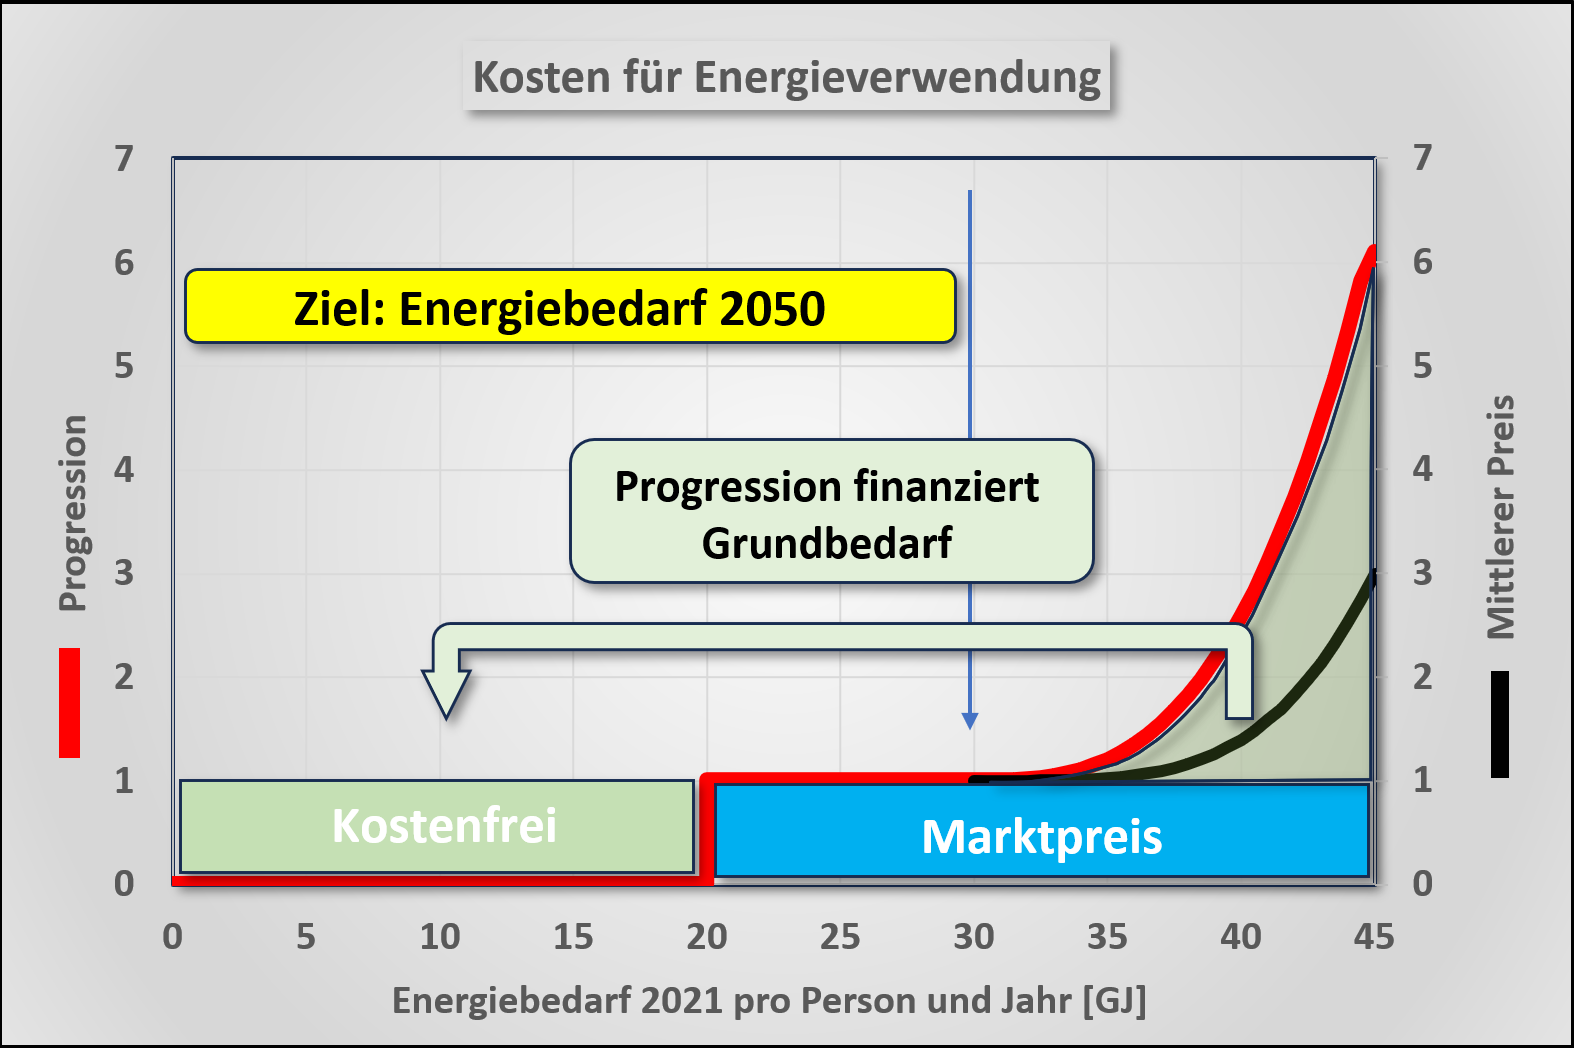 Kosten für Energieverwendung
7
7
6
6
Ziel: Energiebedarf 2050
5
5
Progression finanziert
Grundbedarf
4
4
3
3
2
2
1
1
0
0
Progression
Mittlerer Preis
Kostenfrei
Marktpreis
0 5 10 15 20 25 30 35 40 45
Energiebedarf 2021 pro Person und Jahr [GJ]